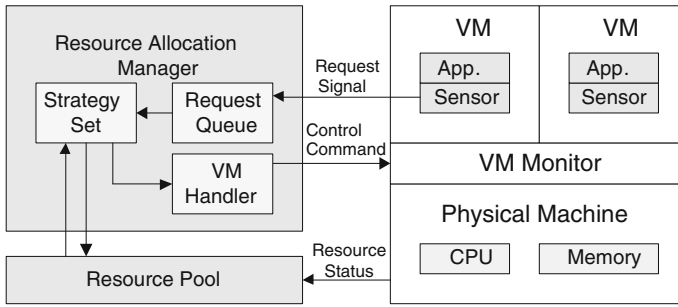 Resource Allocation
Manager
Strategy
Set
Request
Queue
VM
Handler
Resource Pool
Request
Signal
Control
Command
Resource
Status
VM
App.
Sensor
VM
App.
Sensor
VM Monitor
Physical Machine
CPU
Memory